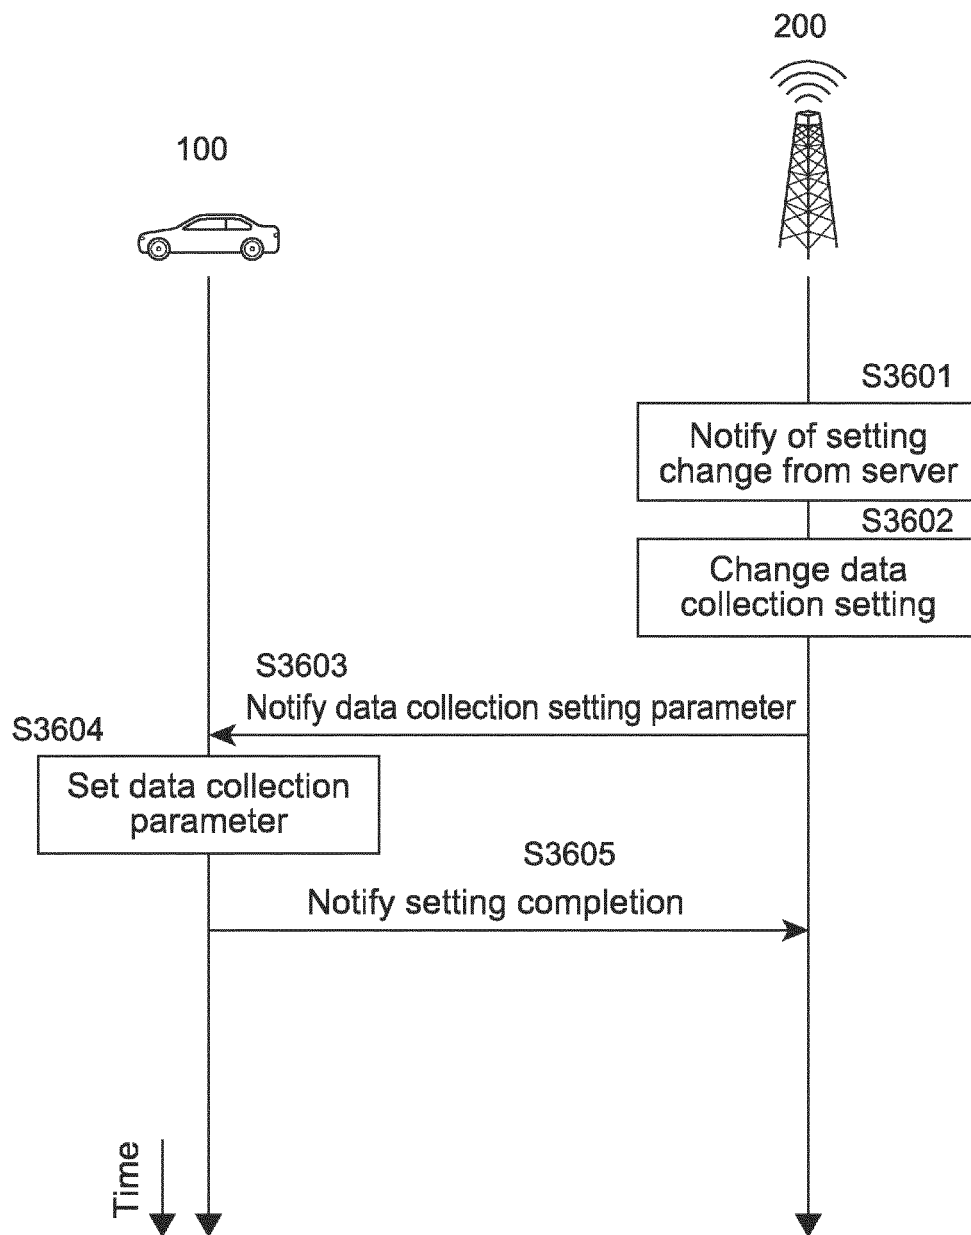 200
100
S3601
Notify of setting
change from server
S3602
Change data
collection setting
S3603
Notify data collection setting parameter
S3604
Set data collection
parameter
S3605
Notify setting completion
Time